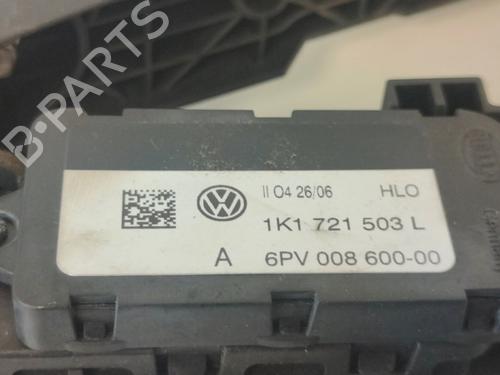 B-PARTS
II 04 26/06 HLO
1K1 721 503 L
A 6PV 008 600-00